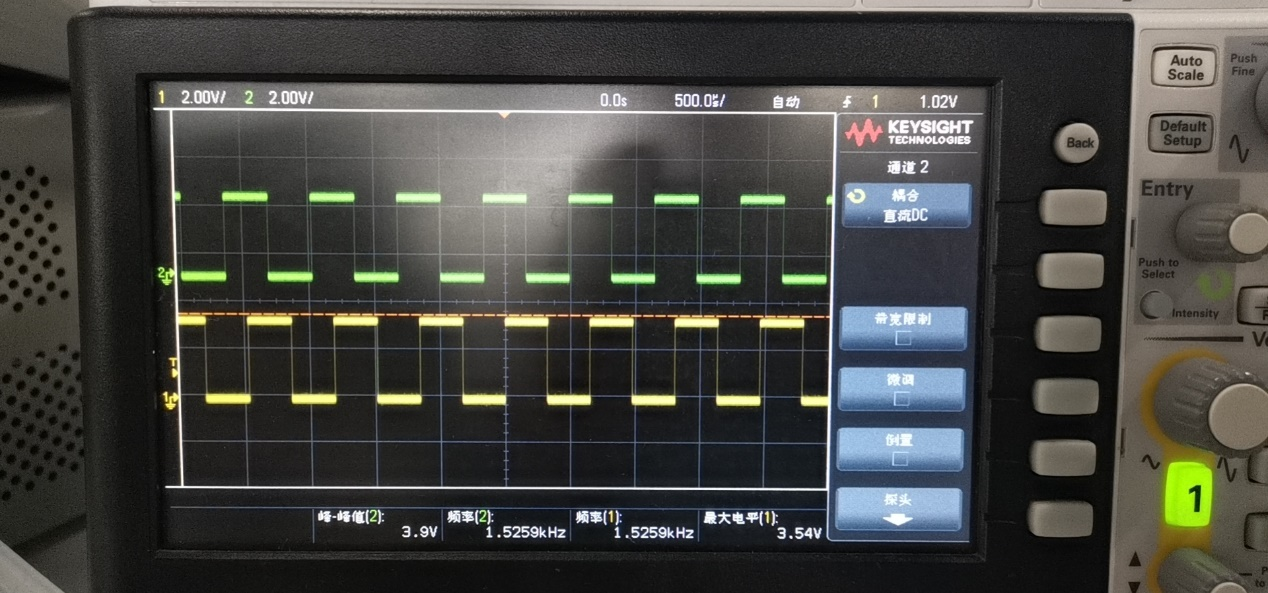 1 2.00V/ 2 2.00V/ 0.0s 500.0㎲/ 自动 1 1.02V
KEYSIGHT
TECHNOLOGIES
通道 2
耦合
直流DC
带宽限制
微调
倒置
探头
2
T
1
峰-峰值(2):
3.9V
频率(2):
1.5259kHz
频率(1):
1.5259kHz
最大电平(1):
3.54V
Back
Auto
Scale
Default
Setup
Push
Fine
Entry
Push to
Select
Intensity
1